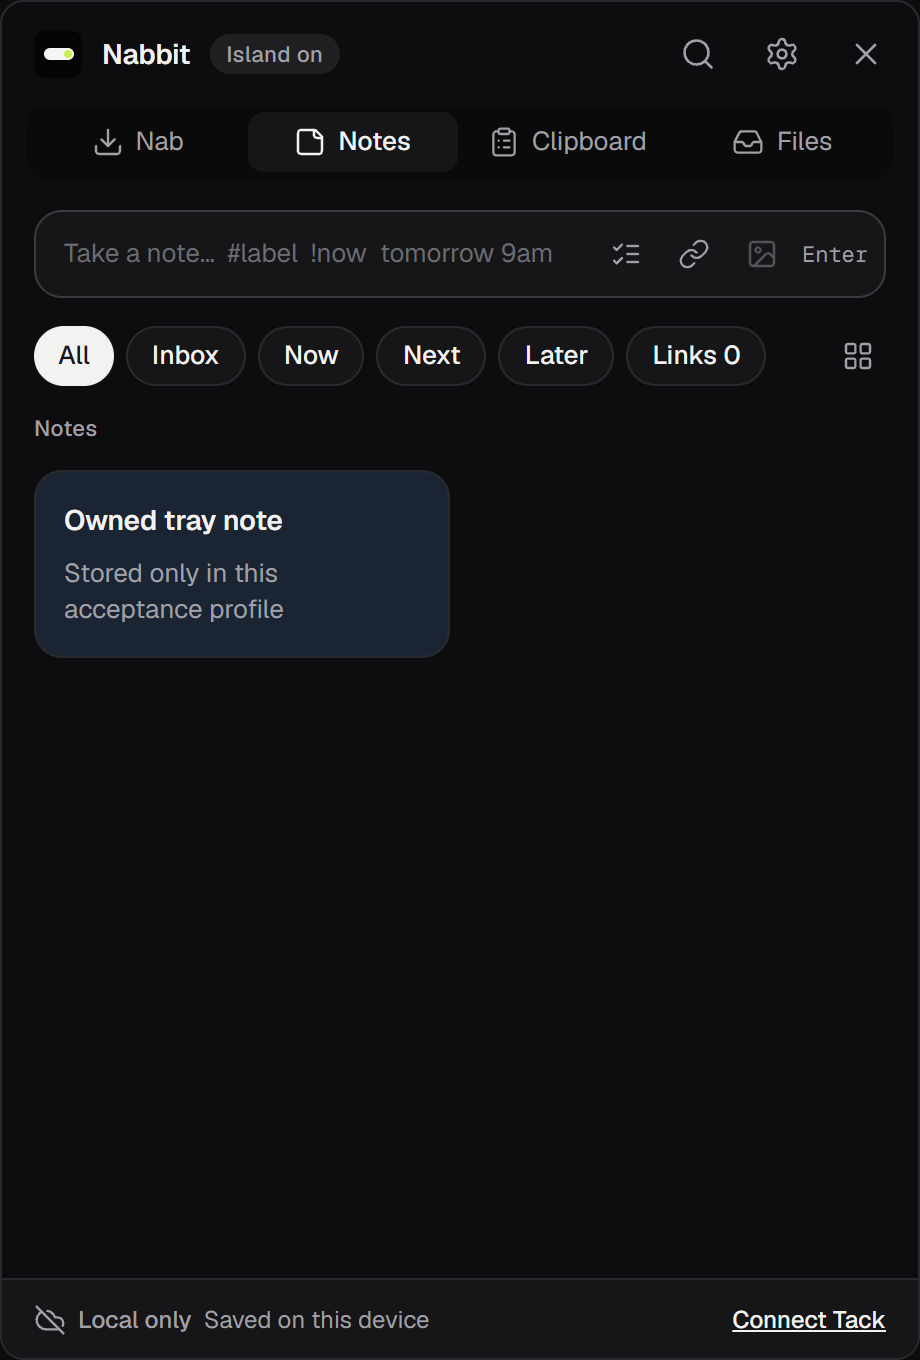 Nabbit Island on
Nab Notes Clipboard Files
Take a note… #label !now tomorrow 9am Enter
All Inbox Now Next Later Links 0
Notes
Owned tray note
Stored only in this
acceptance profile
Local only Saved on this device Connect Tack